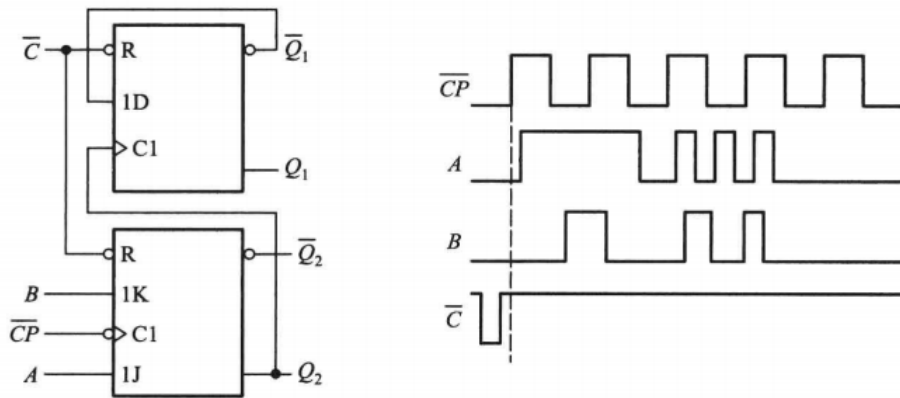 C̅ R Q̅₁
1D
C1
Q₁
R Q̅₂
B 1K
C̅P̅ C1
A 1J Q₂
C̅P̅
A
B
C̅